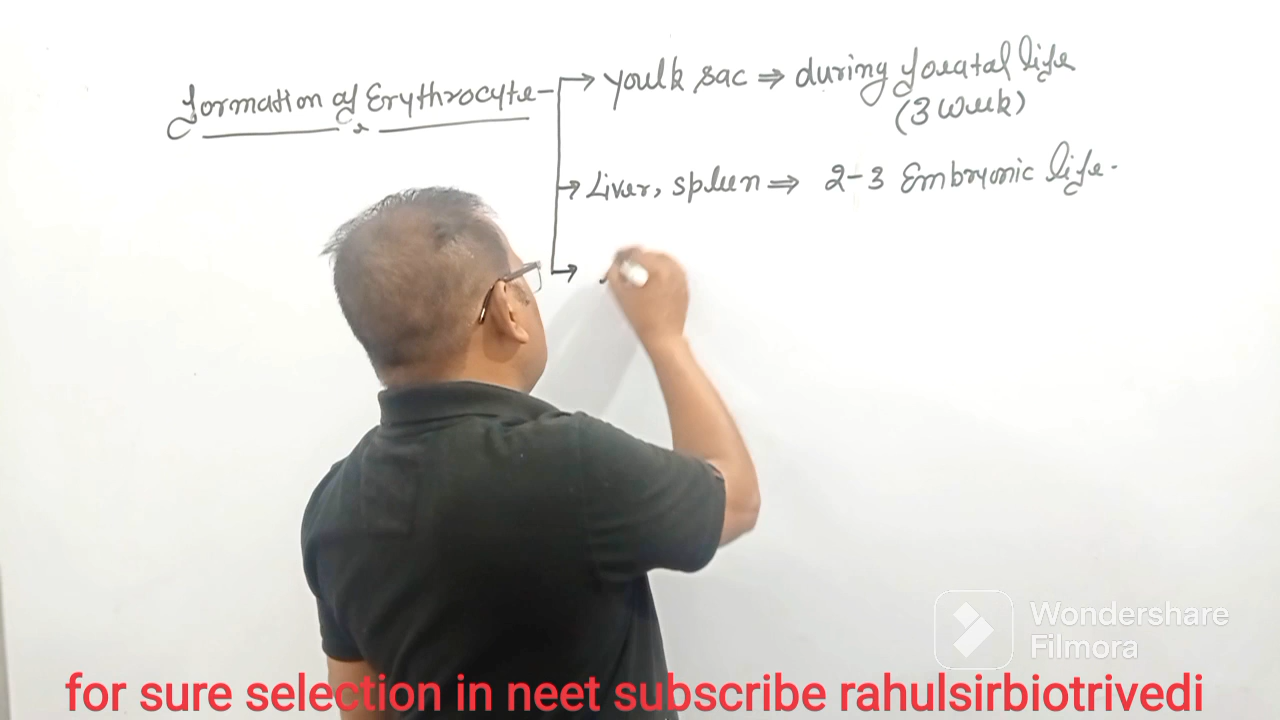 Formation of Erythrocyte → youlk sac ⇒ during foeatal life
(3 week)
→ Liver, spleen ⇒ 2-3 Embryonic life.
→
Wondershare
Filmora
for sure selection in neet subscribe rahulsirbiotrivedi